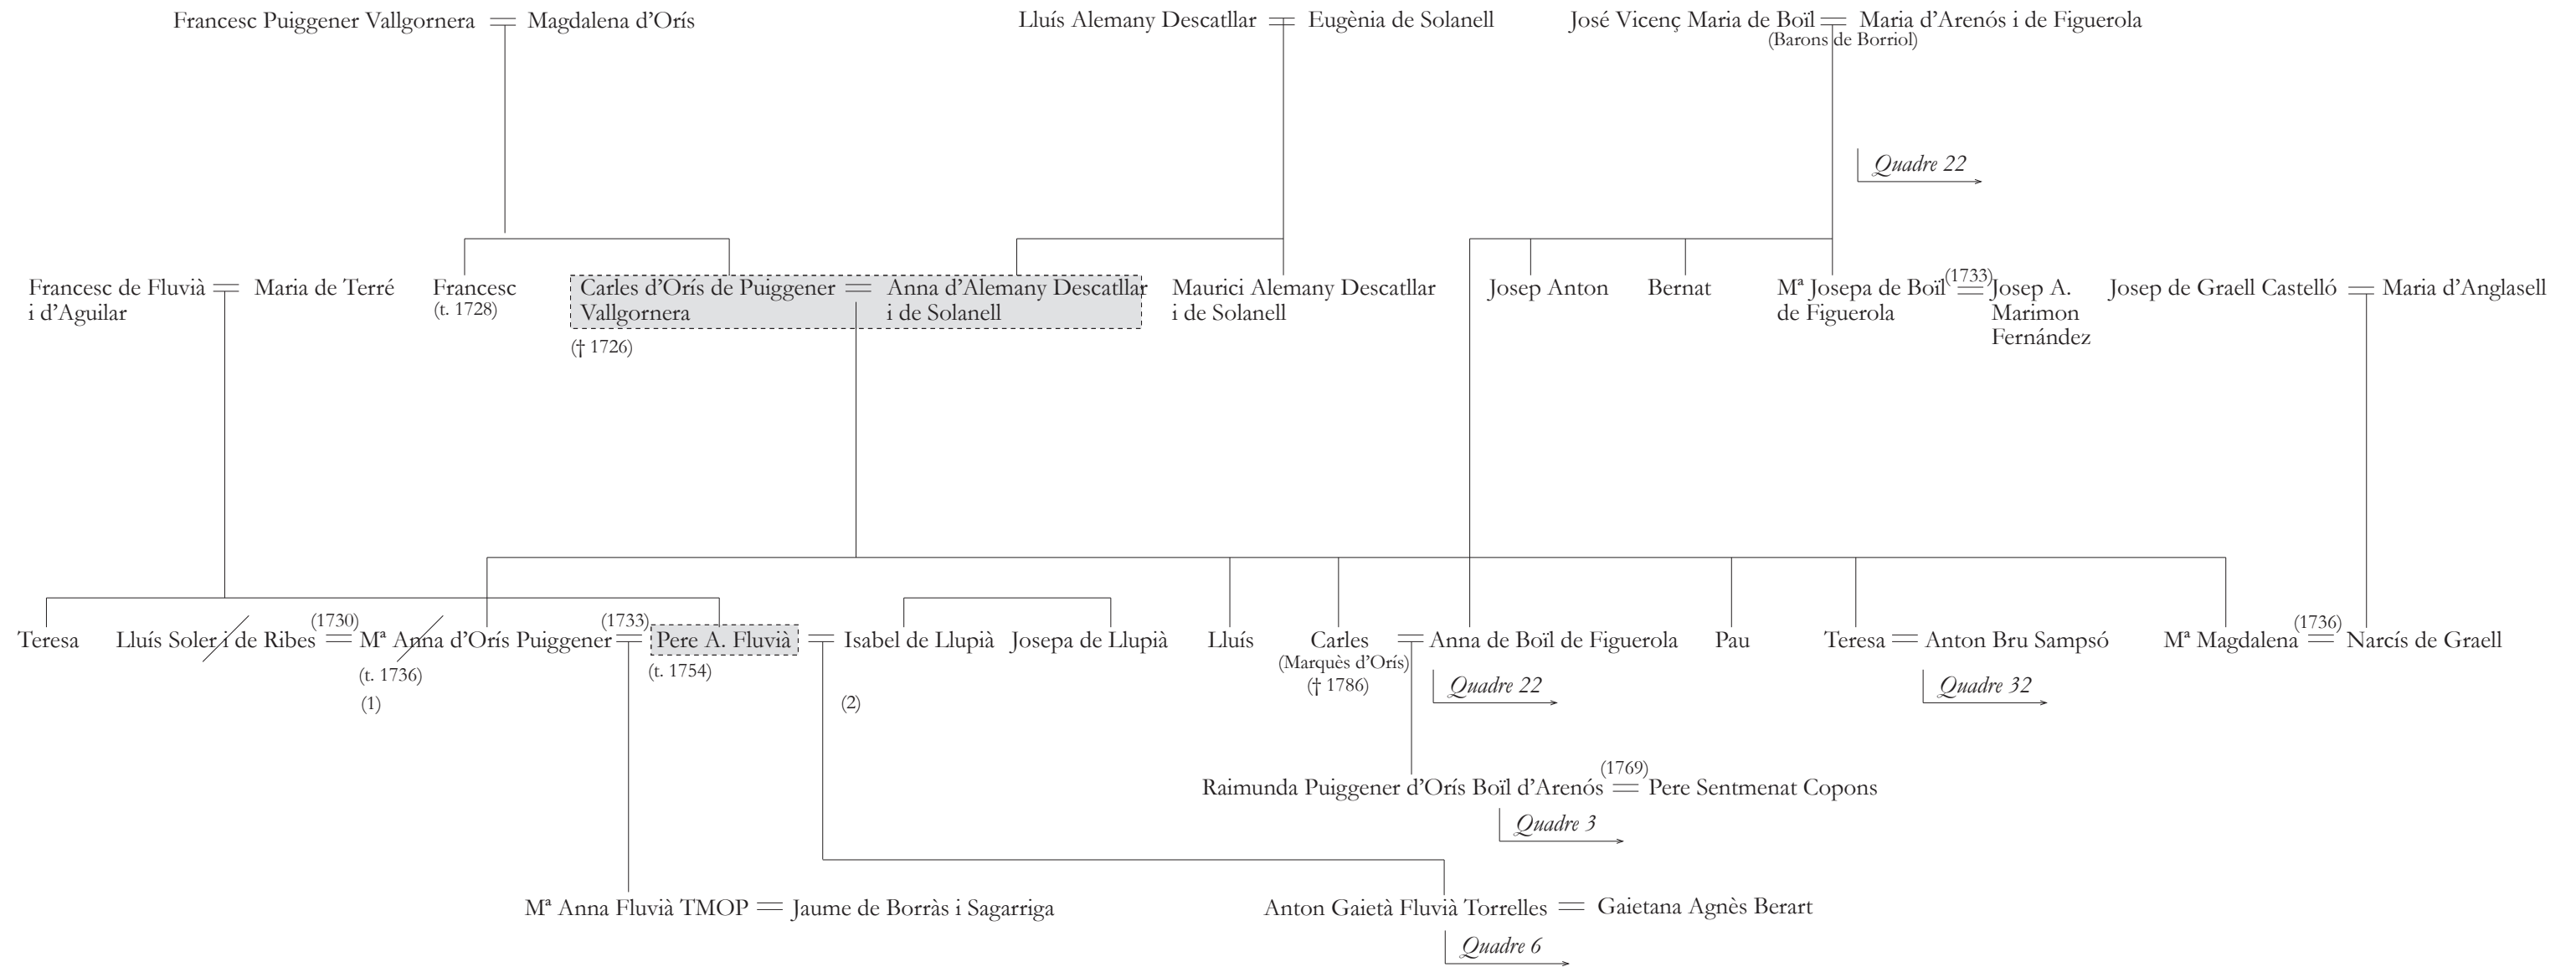 Francesc Puiggener Vallgornera
Magdalena d'Orís
Lluís Alemany Descatllar
Eugènia de Solanell
José Vicenç Maria de Boïl
Maria d'Arenós i de Figuerola
(Barons de Borriol)
Quadre 22
Francesc de Fluvià
i d'Aguilar
Maria de Terré
Francesc
(t. 1728)
Carles d'Orís de Puiggener
Vallgornera
(† 1726)
Anna d'Alemany Descatllar
i de Solanell
Maurici Alemany Descatllar
i de Solanell
Josep Anton
Bernat
Mª Josepa de Boïl
de Figuerola
(1733)
Josep A.
Marimon
Fernández
Josep de Graell Castelló
Maria d'Anglasell
Teresa
Lluís Soler i de Ribes
(1730)
Mª Anna d'Orís Puiggener
(t. 1736)
(1)
(1733)
Pere A. Fluvià
(t. 1754)
(2)
Isabel de Llupià
Josepa de Llupià
Lluís
Carles
(Marquès d'Orís)
(† 1786)
Anna de Boïl de Figuerola
Quadre 22
Pau
Teresa
Anton Bru Sampsó
Quadre 32
Mª Magdalena
(1736)
Narcís de Graell
Raimunda Puiggener d'Orís Boïl d'Arenós
(1769)
Pere Sentmenat Copons
Quadre 3
Mª Anna Fluvià TMOP
Jaume de Borràs i Sagarriga
Anton Gaietà Fluvià Torrelles
Gaietana Agnès Berart
Quadre 6